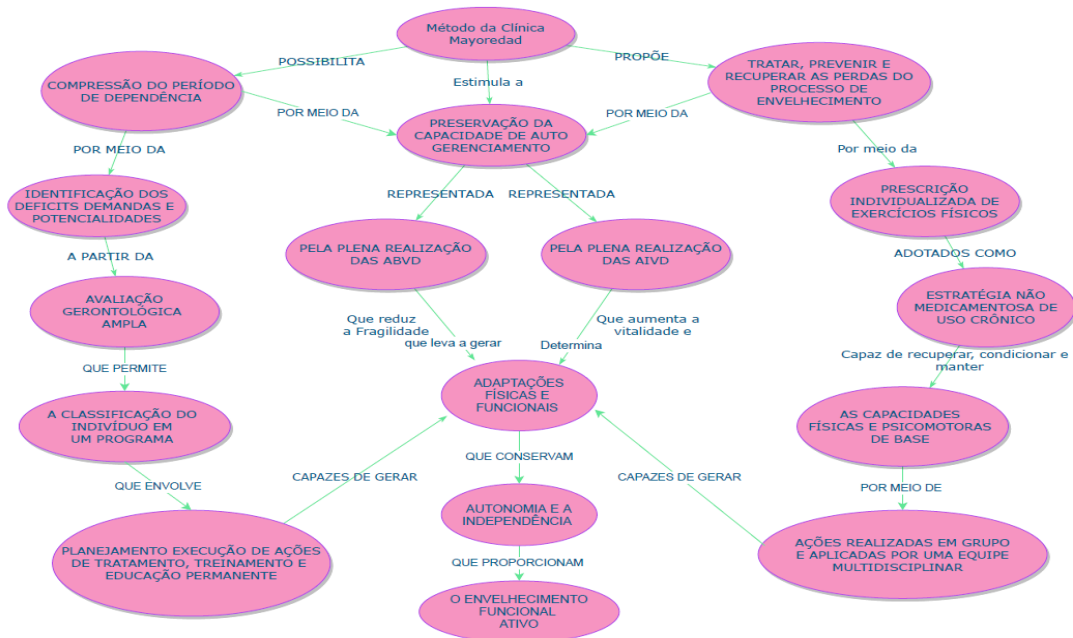 Método da Clínica
Mayoredad
POSSIBILITA
Estimula a
PROPÕE
COMPRESSÃO DO PERÍODO
DE DEPENDÊNCIA
TRATAR, PREVENIR E
RECUPERAR AS PERDAS DO
PROCESSO DE
ENVELHECIMENTO
POR MEIO DA
POR MEIO DA
PRESERVAÇÃO DA
CAPACIDADE DE AUTO
GERENCIAMENTO
POR MEIO DA
Por meio da
IDENTIFICAÇÃO DOS
DEFICITS DEMANDAS E
POTENCIALIDADES
REPRESENTADA
REPRESENTADA
PRESCRIÇÃO
INDIVIDUALIZADA DE
EXERCÍCIOS FÍSICOS
A PARTIR DA
PELA PLENA REALIZAÇÃO
DAS ABVD
PELA PLENA REALIZAÇÃO
DAS AIVD
ADOTADOS COMO
AVALIAÇÃO
GERONTOLÓGICA
AMPLA
ESTRATÉGIA NÃO
MEDICAMENTOSA DE
USO CRÔNICO
Que reduz
a Fragilidade
que leva a gerar
Que aumenta a
vitalidade e
Determina
QUE PERMITE
ADAPTAÇÕES
FÍSICAS E
FUNCIONAIS
Capaz de recuperar, condicionar e
manter
A CLASSIFICAÇÃO DO
INDIVÍDUO EM
UM PROGRAMA
AS CAPACIDADES
FÍSICAS E PSICOMOTORAS
DE BASE
QUE ENVOLVE
CAPAZES DE GERAR
QUE CONSERVAM
CAPAZES DE GERAR
POR MEIO DE
PLANEJAMENTO EXECUÇÃO DE AÇÕES
DE TRATAMENTO, TREINAMENTO E
EDUCAÇÃO PERMANENTE
AUTONOMIA E A
INDEPENDÊNCIA
AÇÕES REALIZADAS EM GRUPO
E APLICADAS POR UMA EQUIPE
MULTIDISCIPLINAR
QUE PROPORCIONAM
O ENVELHECIMENTO
FUNCIONAL
ATIVO